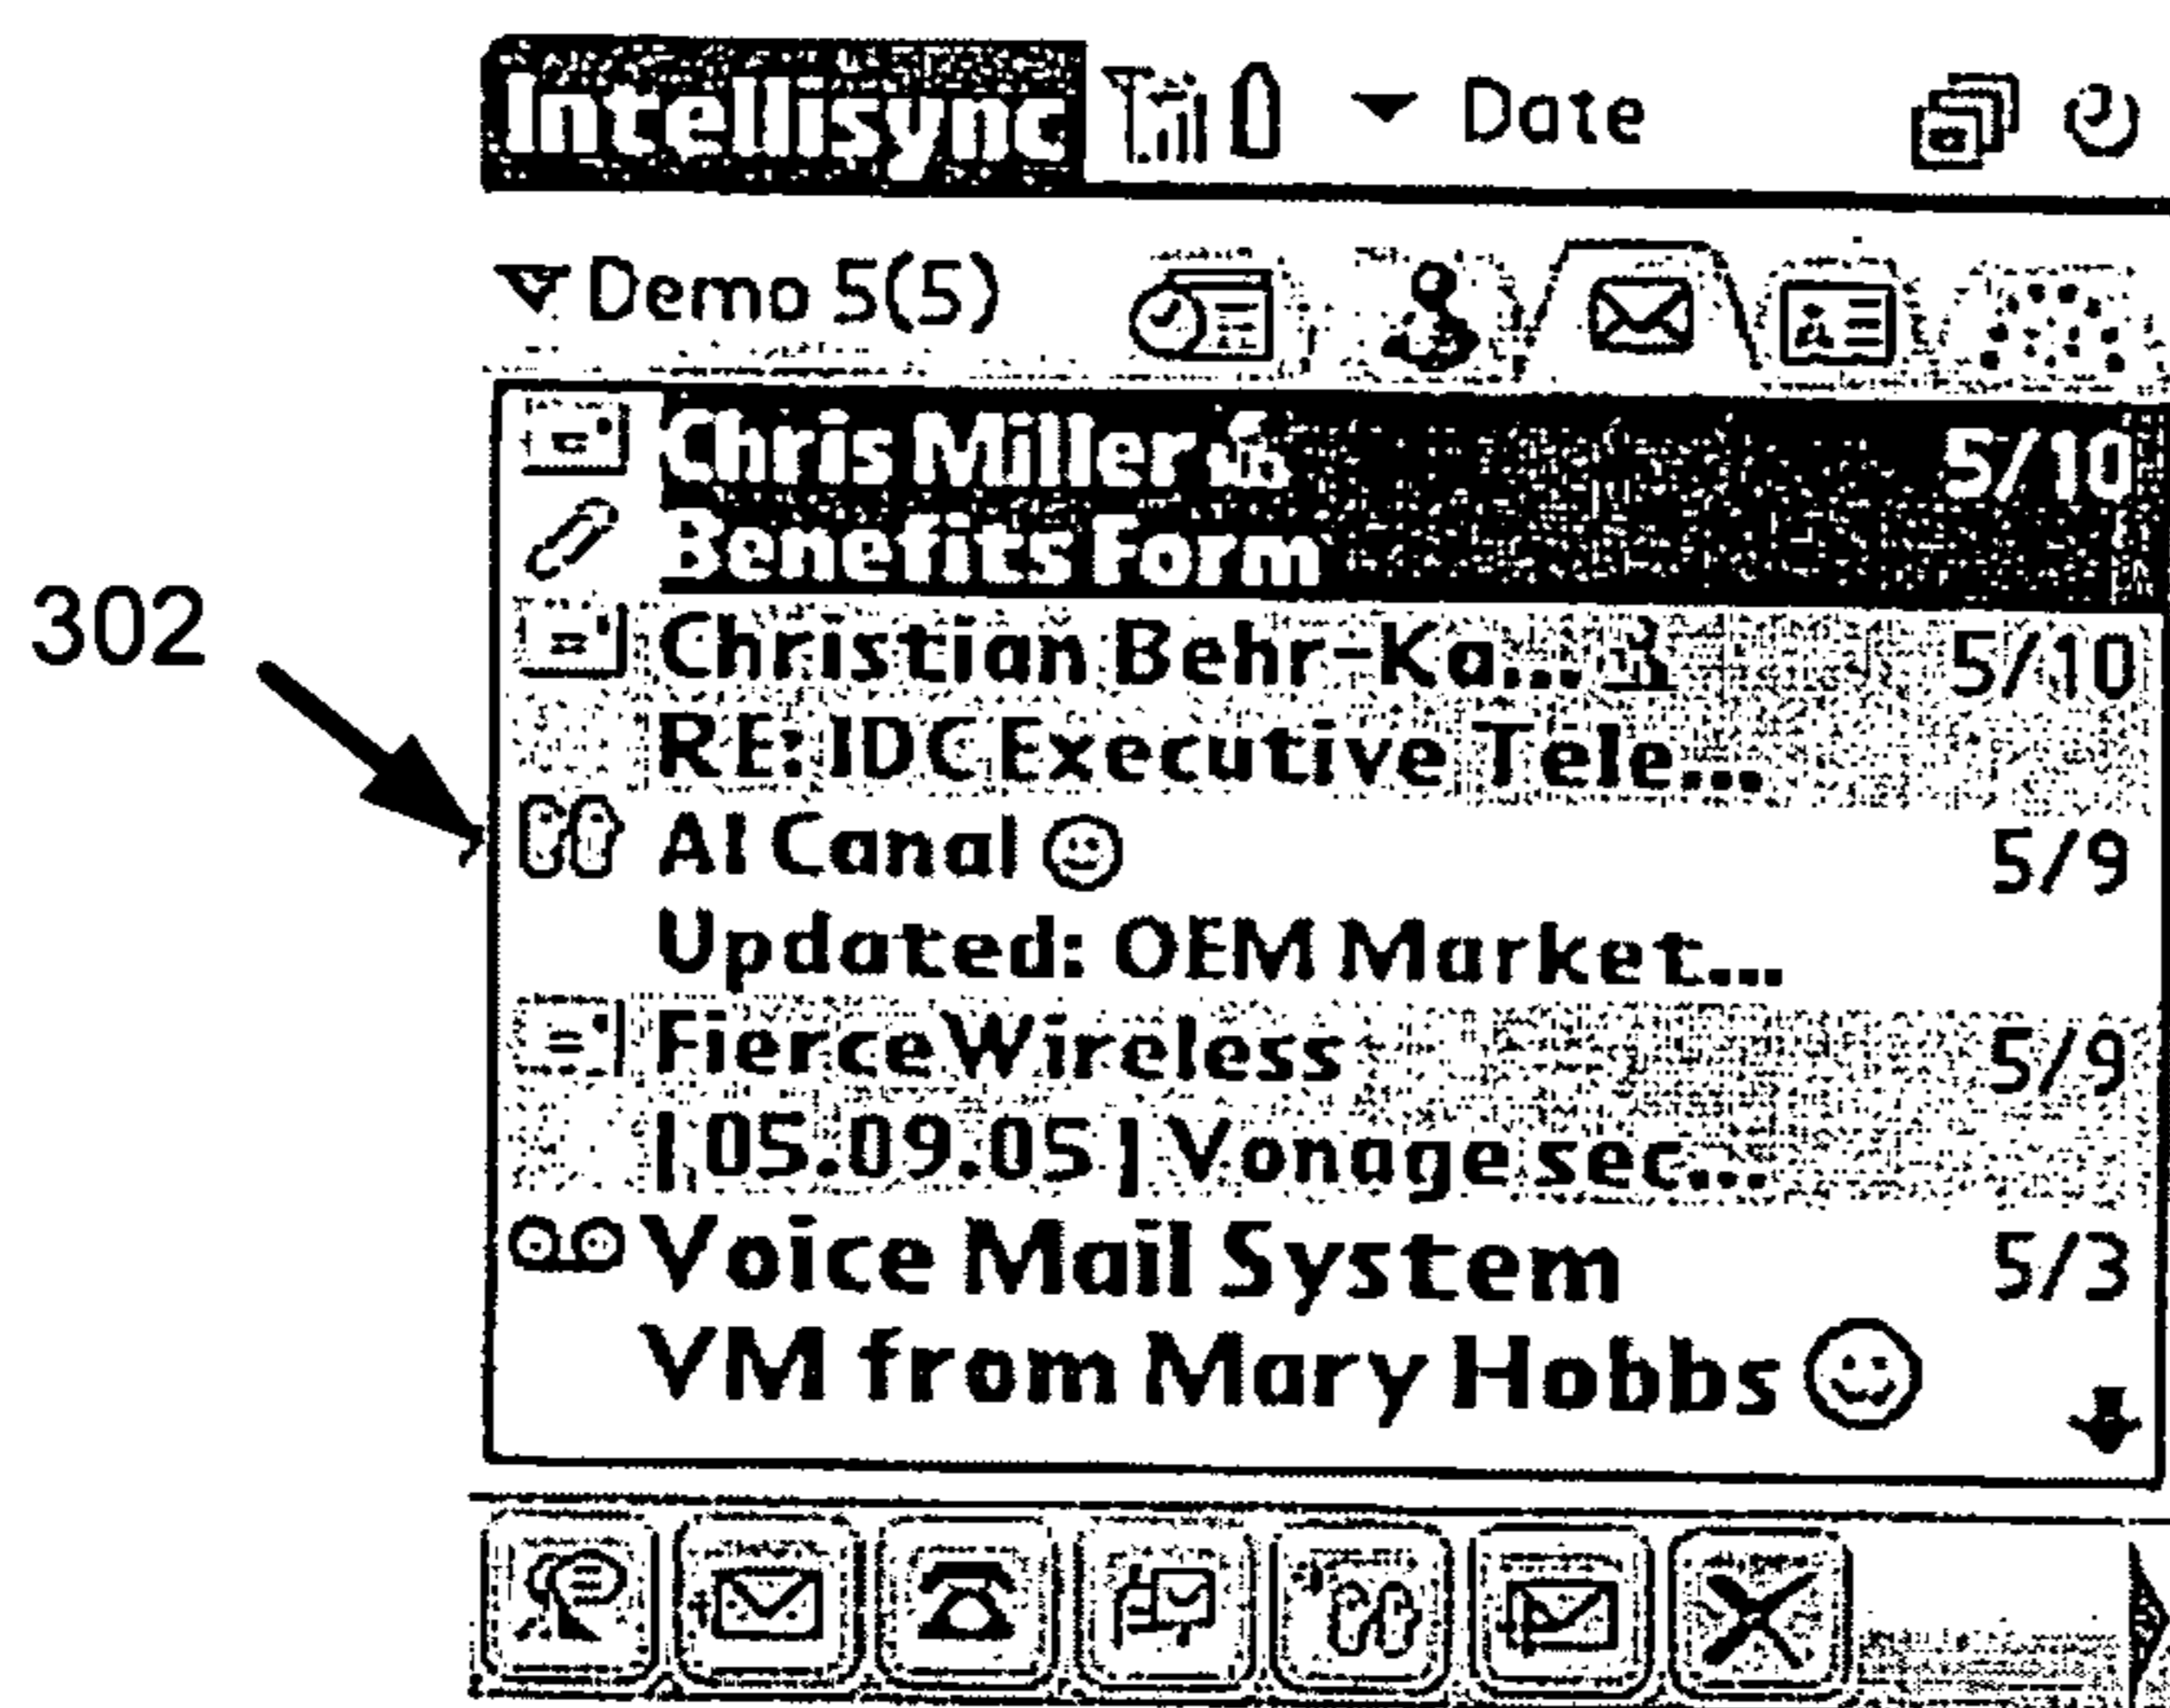 Intellisync Date
Demo 5(5)
Chris Miller 5/10
Benefits Form
302
Christian Behr-Ka... 5/10
RE: IDC Executive Tele...
Al Canal 5/9
Updated: OEM Market...
FierceWireless 5/9
[ 05.09.05 ] Vonage sec...
Voice Mail System 5/3
VM from Mary Hobbs